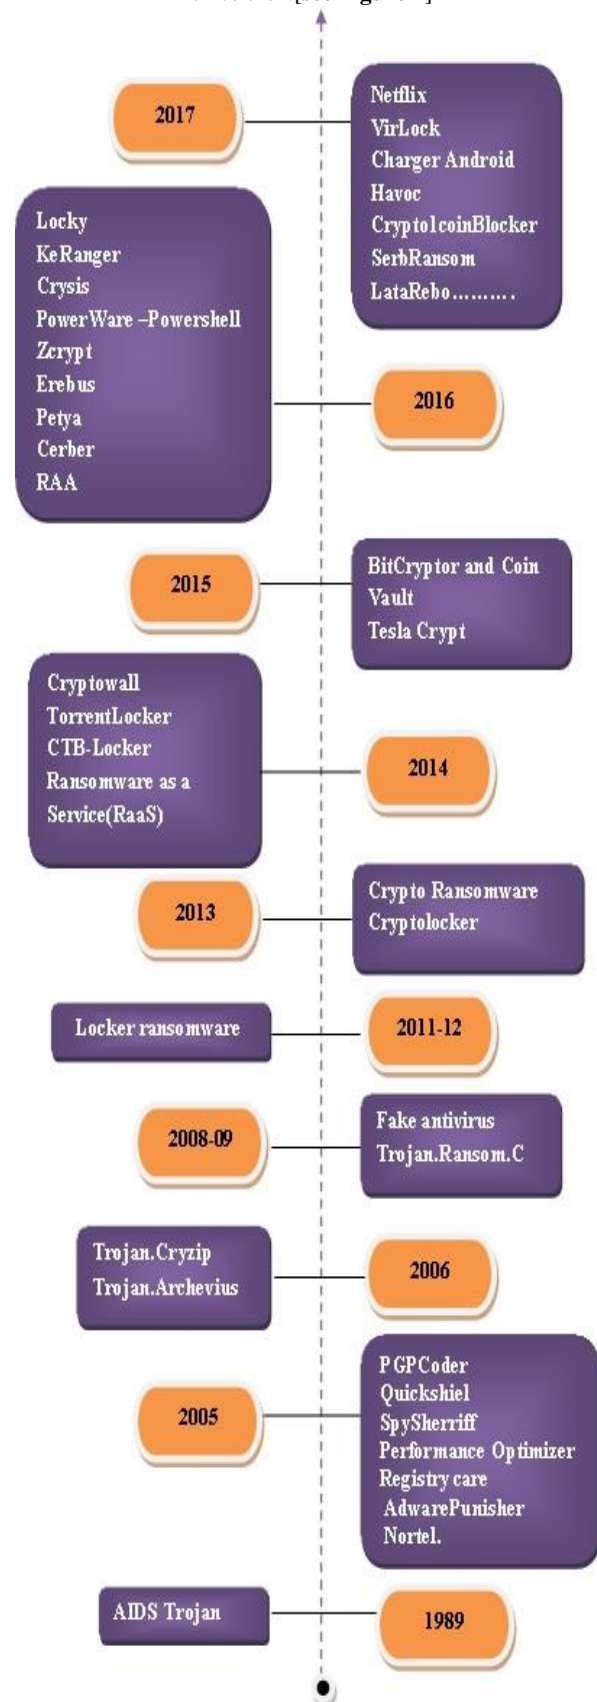 2017
Netflix
VirLock
Charger Android
Havoc
Crypto1coinBlocker
SerbRansom
LataRebo..........
Locky
KeRanger
Crysis
PowerWare –Powershell
Zcrypt
Erebus
Petya
Cerber
RAA
2016
2015
BitCryptor and Coin
Vault
Tesla Crypt
Cryptowall
TorrentLocker
CTB-Locker
Ransomware as a
Service(RaaS)
2014
2013
Crypto Ransomware
Cryptolocker
Locker ransomware
2011-12
2008-09
Fake antivirus
Trojan.Ransom.C
Trojan.Cryzip
Trojan.Archevius
2006
2005
PGPCoder
Quickshiel
SpySherriff
Performance Optimizer
Registry care
AdwarePunisher
Nortel.
AIDS Trojan
1989